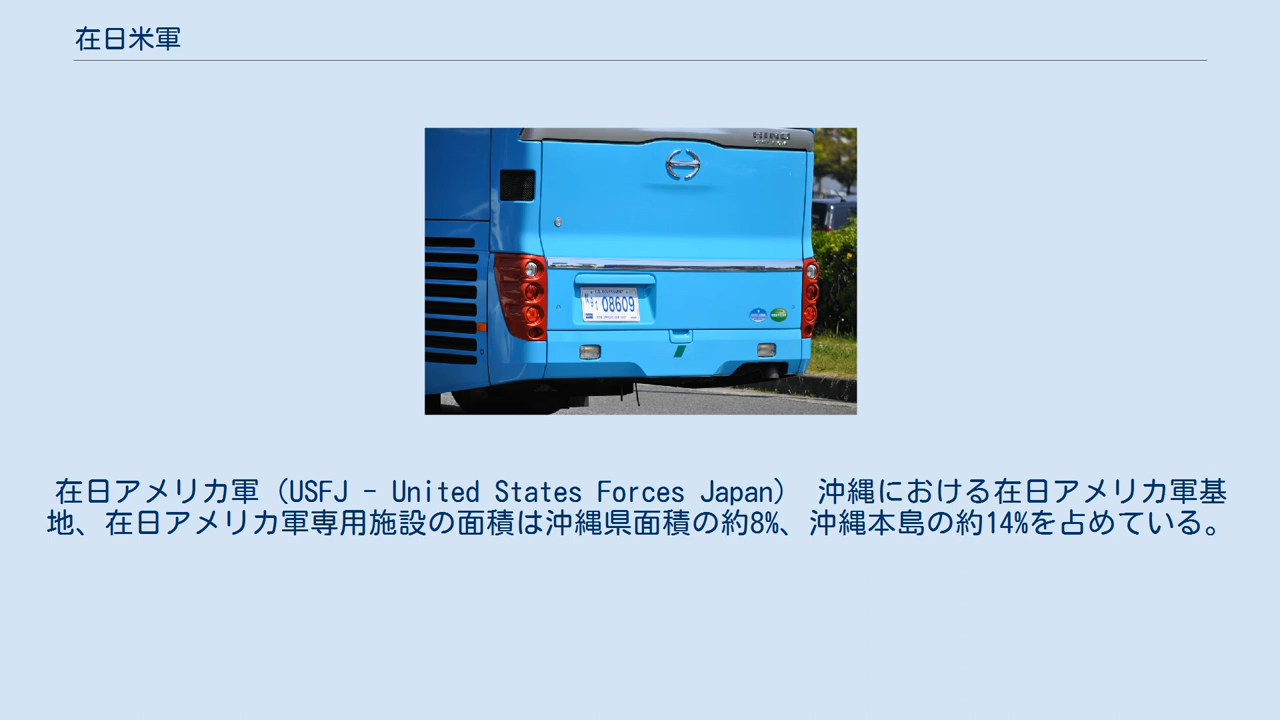 在日米軍
HINO
08609
在日アメリカ軍（USFJ - United States Forces Japan） 沖縄における在日アメリカ軍基
地、在日アメリカ軍専用施設の面積は沖縄県面積の約8%、沖縄本島の約14%を占めている。